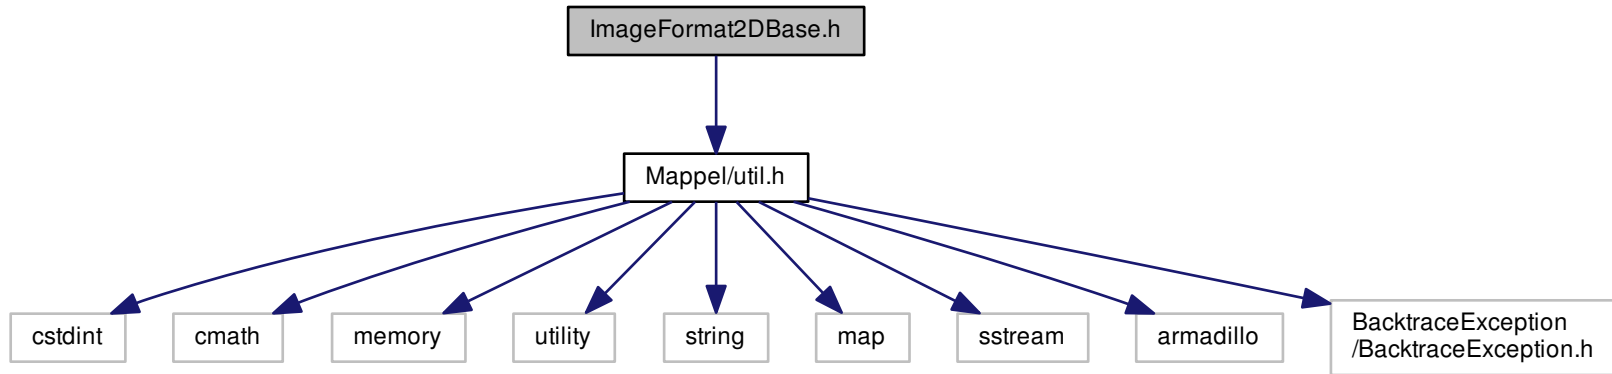 ImageFormat2DBase.h
Mappel/util.h
cstdint
cmath
memory
utility
string
map
sstream
armadillo
BacktraceException
/BacktraceException.h